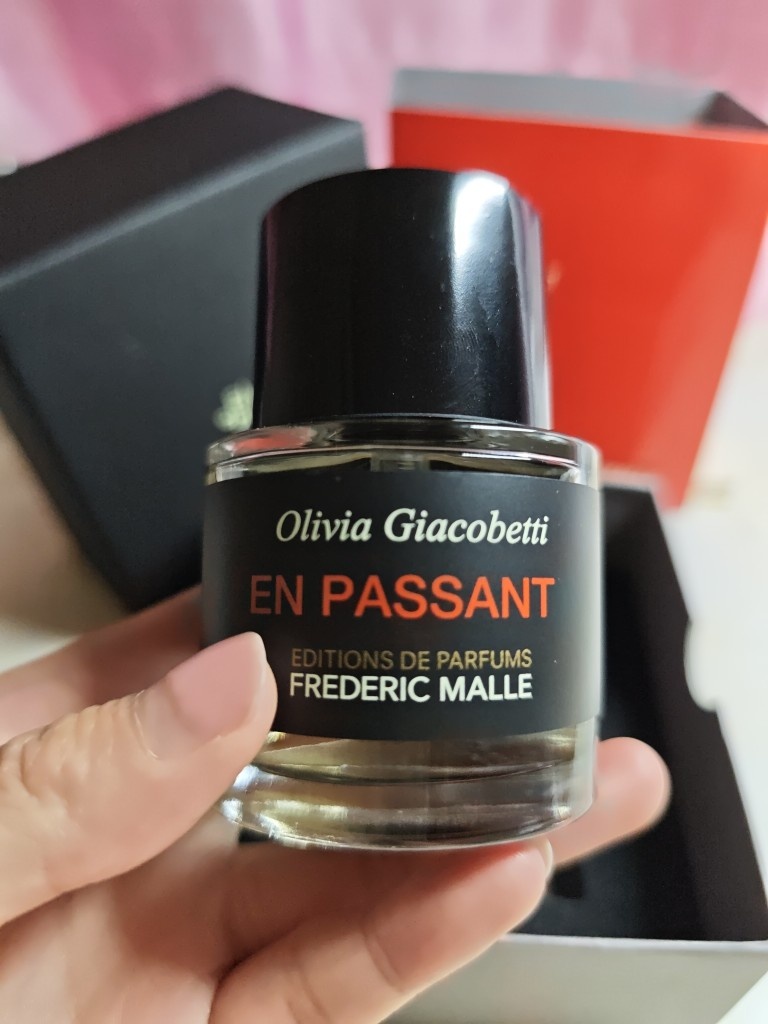 Olivia Giacobetti
EN PASSANT
EDITIONS DE PARFUMS
FREDERIC MALLE